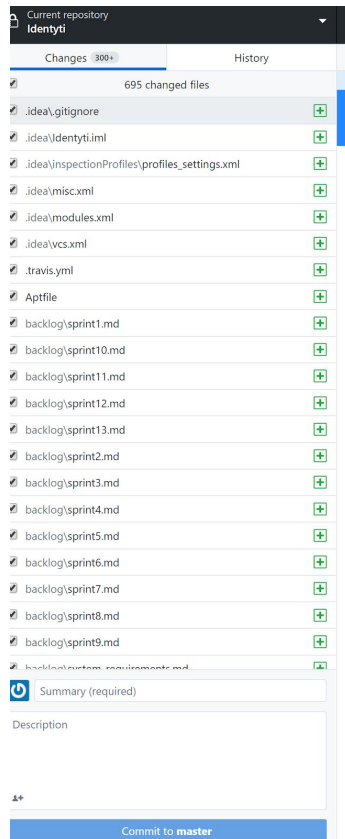 Current repository
Identyti
Changes 300+ History
695 changed files
.idea\.gitignore
.idea\Identyti.iml
.idea\inspectionProfiles\profiles_settings.xml
.idea\misc.xml
.idea\modules.xml
.idea\vcs.xml
.travis.yml
Aptfile
backlog\sprint1.md
backlog\sprint10.md
backlog\sprint11.md
backlog\sprint12.md
backlog\sprint13.md
backlog\sprint2.md
backlog\sprint3.md
backlog\sprint4.md
backlog\sprint5.md
backlog\sprint6.md
backlog\sprint7.md
backlog\sprint8.md
backlog\sprint9.md
backlog\system_requirements.md
Summary (required)
Description
Commit to master